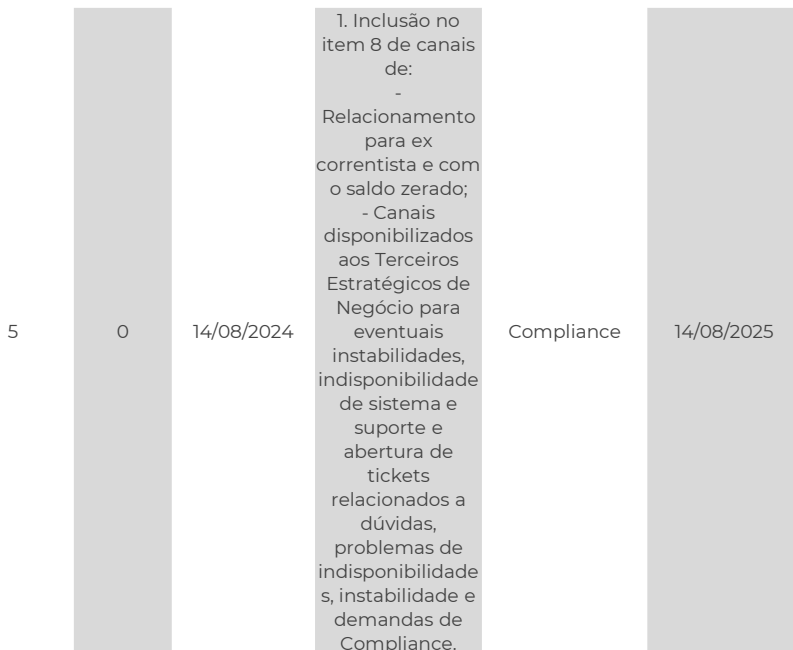 1. Inclusão no
item 8 de canais
de:
-
Relacionamento
para ex
correntista e com
o saldo zerado;
- Canais
disponibilizados
aos Terceiros
Estratégicos de
Negócio para
5 0 14/08/2024 eventuais Compliance 14/08/2025
instabilidades,
indisponibilidade
de sistema e
suporte e
abertura de
tickets
relacionados a
dúvidas,
problemas de
indisponibilidade
s, instabilidade e
demandas de
Compliance.